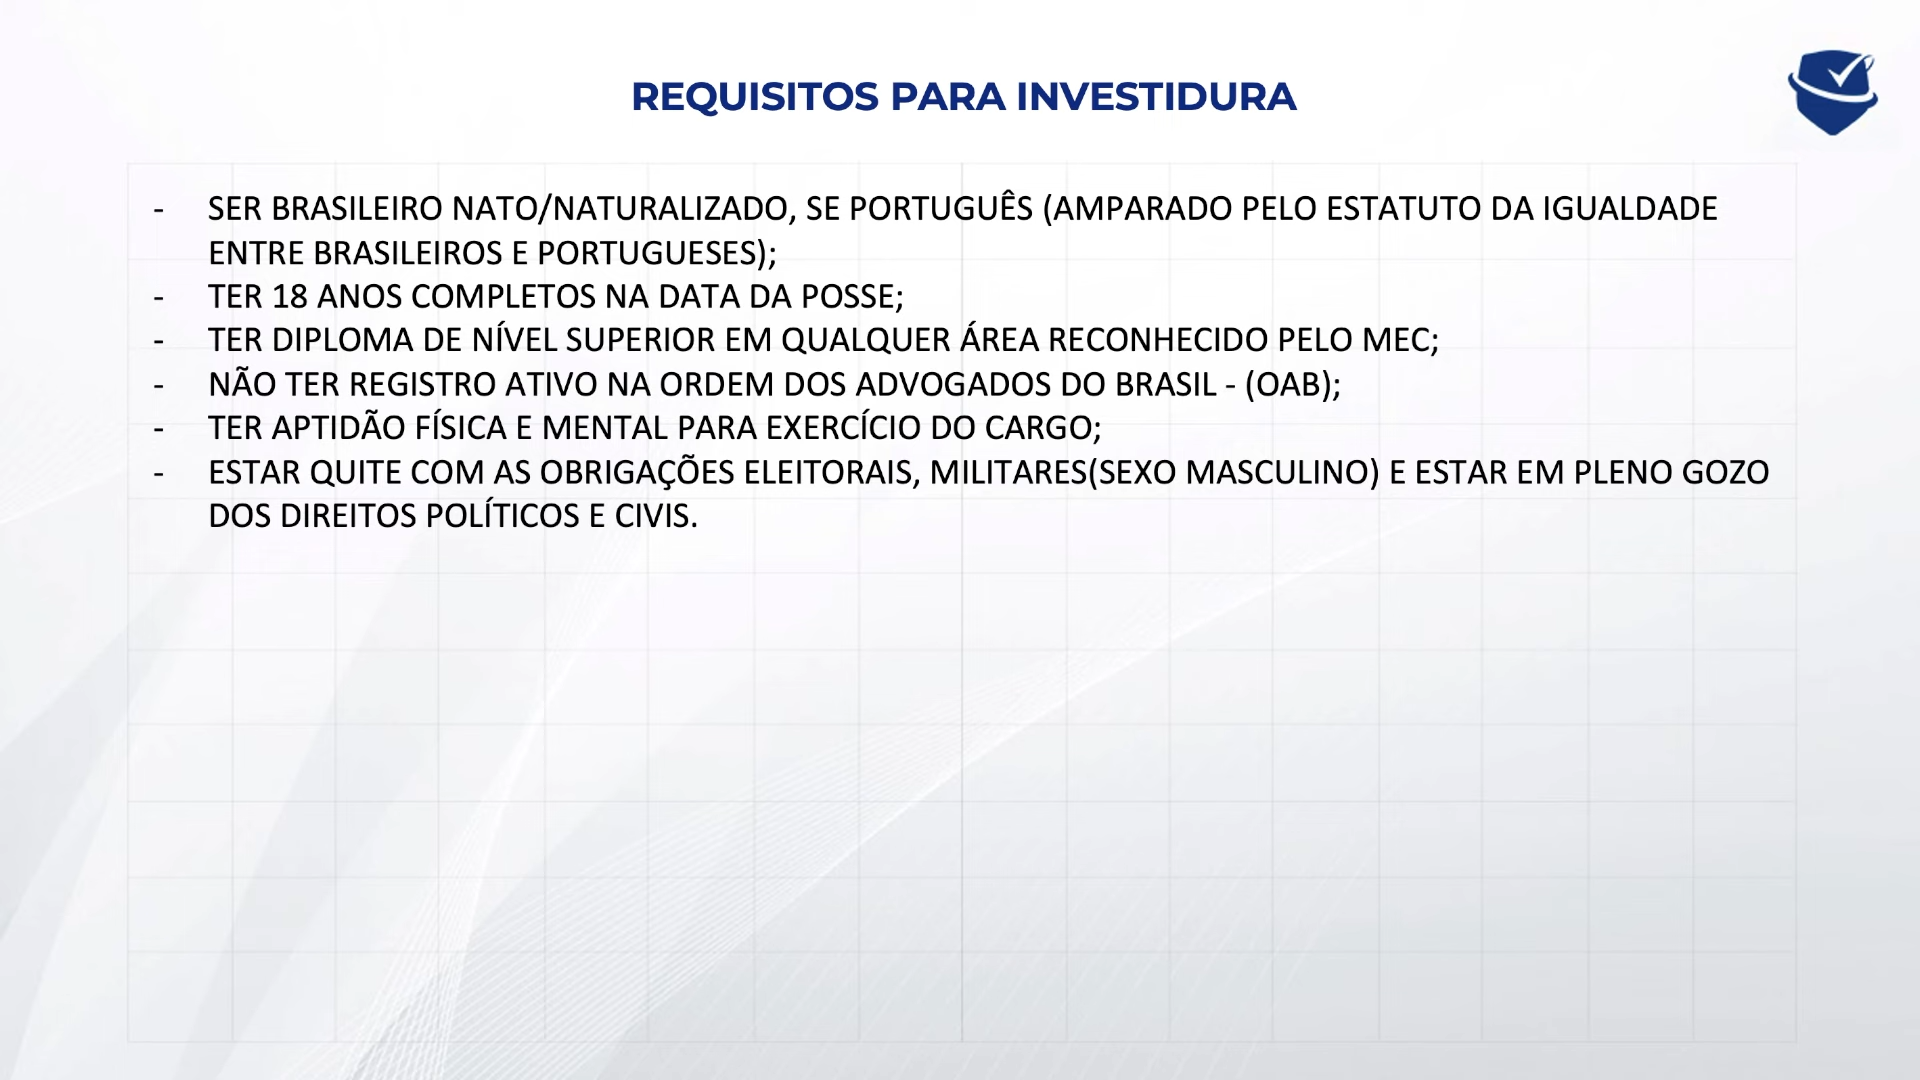 REQUISITOS PARA INVESTIDURA
- SER BRASILEIRO NATO/NATURALIZADO, SE PORTUGUÊS (AMPARADO PELO ESTATUTO DA IGUALDADE
ENTRE BRASILEIROS E PORTUGUESES);
- TER 18 ANOS COMPLETOS NA DATA DA POSSE;
- TER DIPLOMA DE NÍVEL SUPERIOR EM QUALQUER ÁREA RECONHECIDO PELO MEC;
- NÃO TER REGISTRO ATIVO NA ORDEM DOS ADVOGADOS DO BRASIL - (OAB);
- TER APTIDÃO FÍSICA E MENTAL PARA EXERCÍCIO DO CARGO;
- ESTAR QUITE COM AS OBRIGAÇÕES ELEITORAIS, MILITARES(SEXO MASCULINO) E ESTAR EM PLENO GOZO
DOS DIREITOS POLÍTICOS E CIVIS.